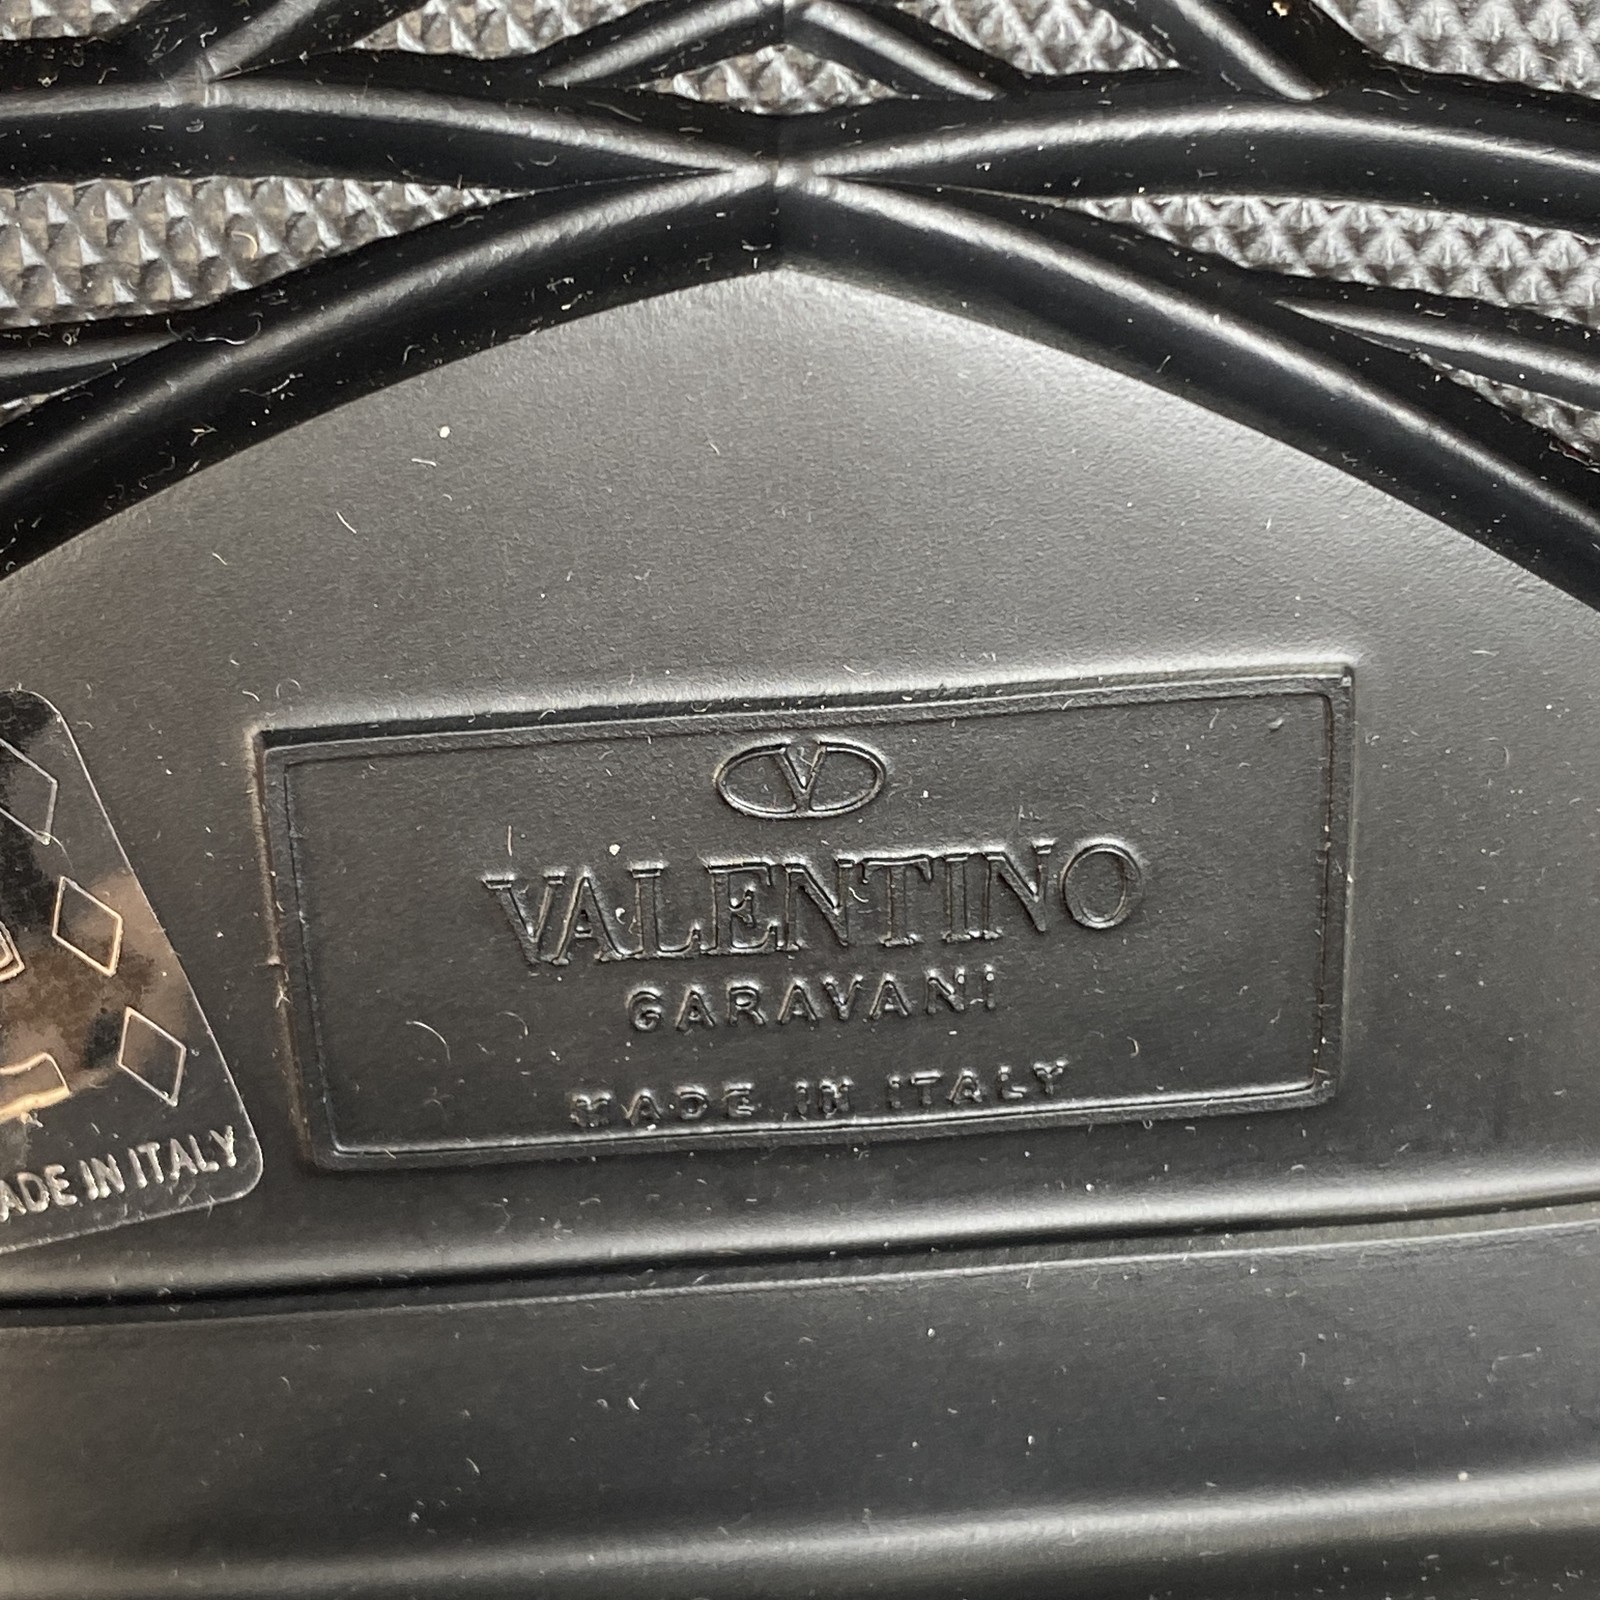 V
VALENTINO
GARAVANI
MADE IN ITALY
ADE IN ITALY